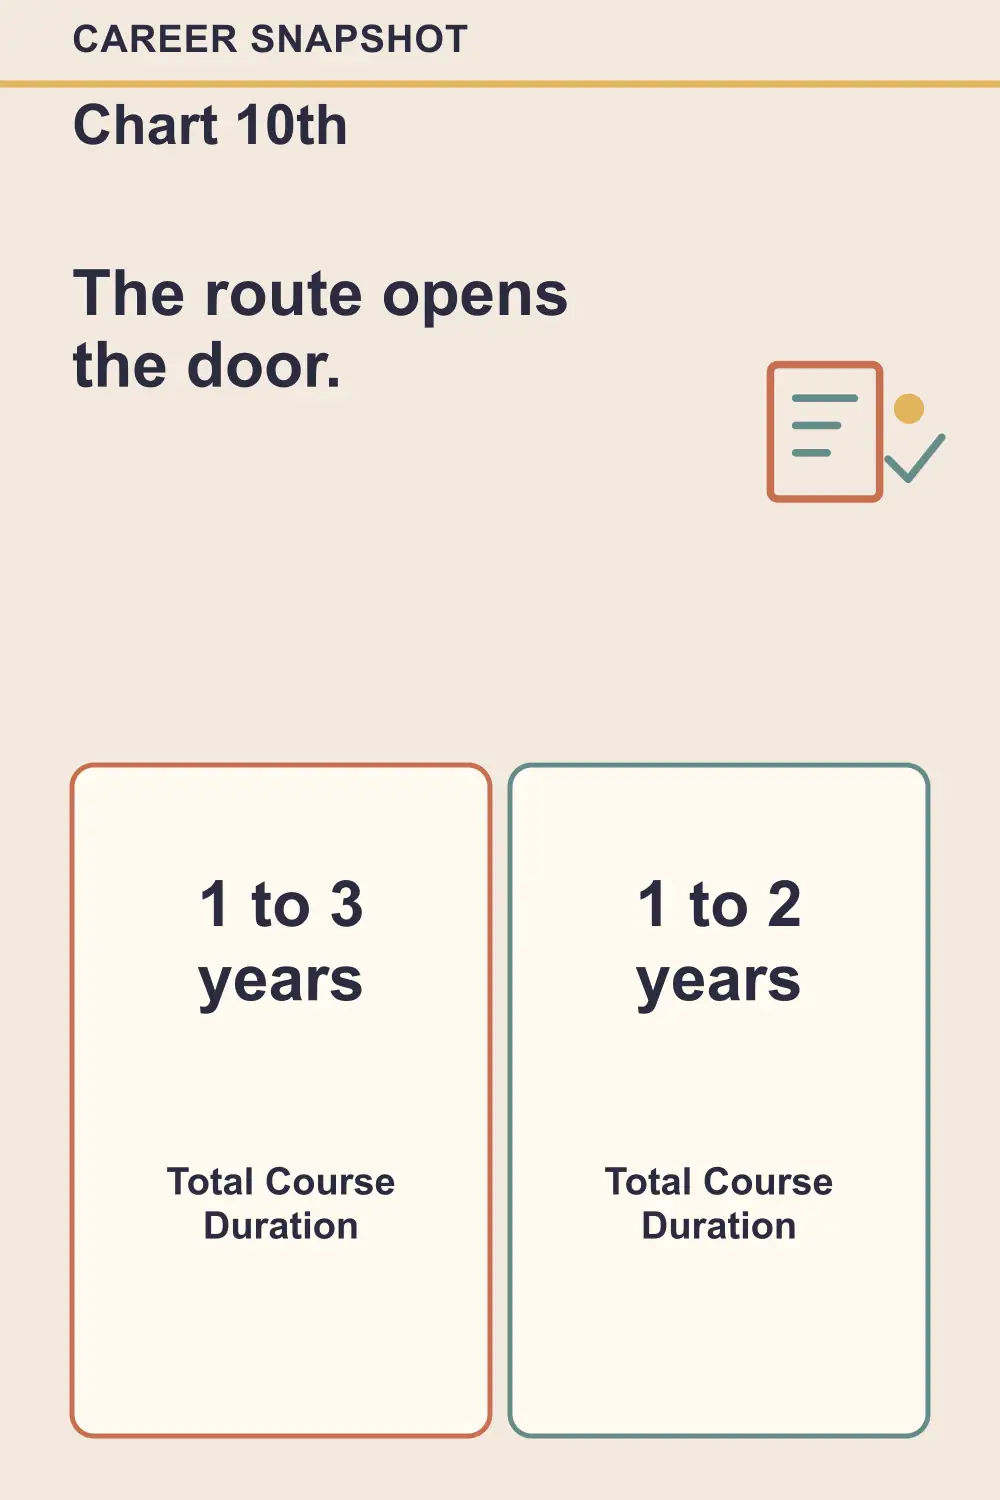 CAREER SNAPSHOT
Chart 10th
The route opens
the door.
1 to 3
years
Total Course
Duration
1 to 2
years
Total Course
Duration